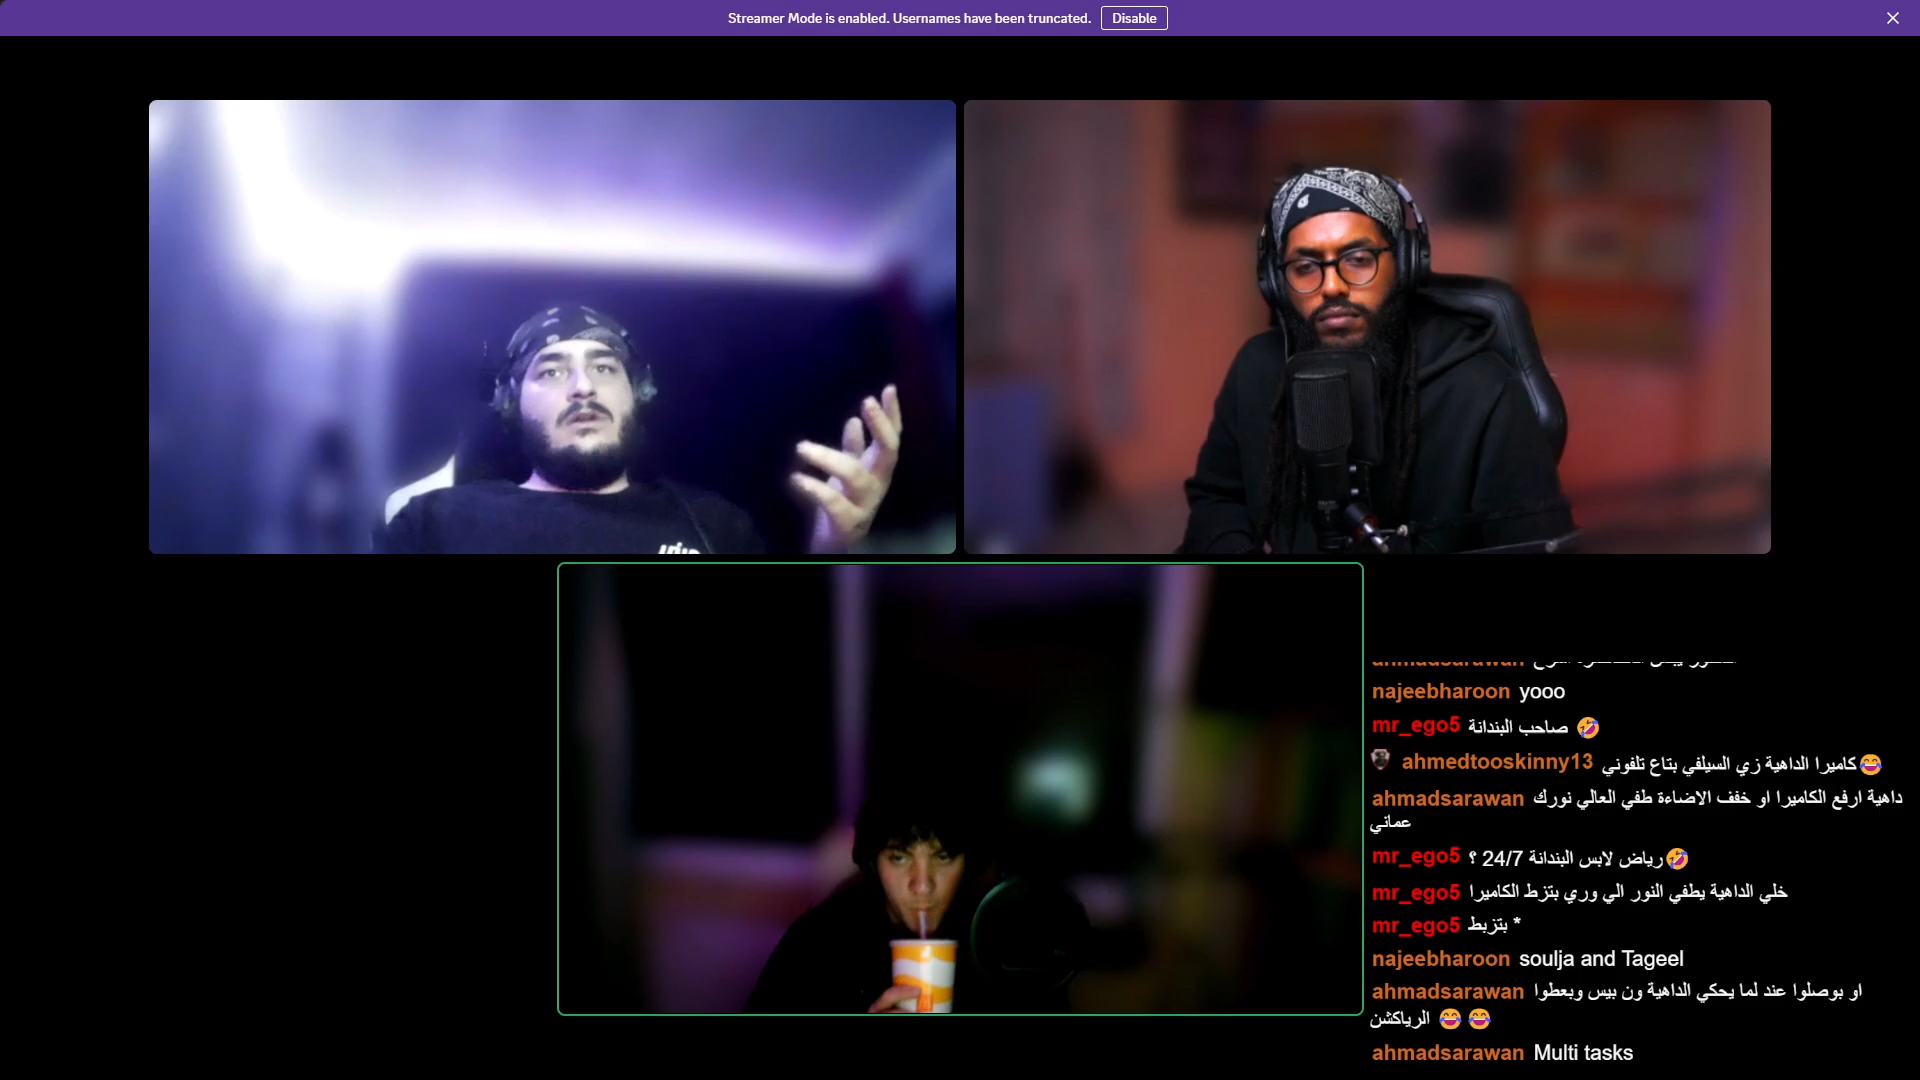 Streamer Mode is enabled. Usernames have been truncated. Disable
najeebharoon yooo
mr_ego5 صاحب البندانة 🤣
ahmedtooskinny13 كاميرا الداهية زي السيلفي بتاع تلفوني😂
ahmadsarawan داهية ارفع الكاميرا او خفف الاضاءة طفي العالي نورك
عماني
mr_ego5 رياض لابس البندانة 24/7 ؟🤣
mr_ego5 خلي الداهية يطفي النور الي وري بتزط الكاميرا
mr_ego5 بتزبط *
najeebharoon soulja and Tageel
ahmadsarawan او بوصلوا عند لما يحكي الداهية ون بيس وبعطوا
الرياكشن 😂 😂
ahmadsarawan Multi tasks